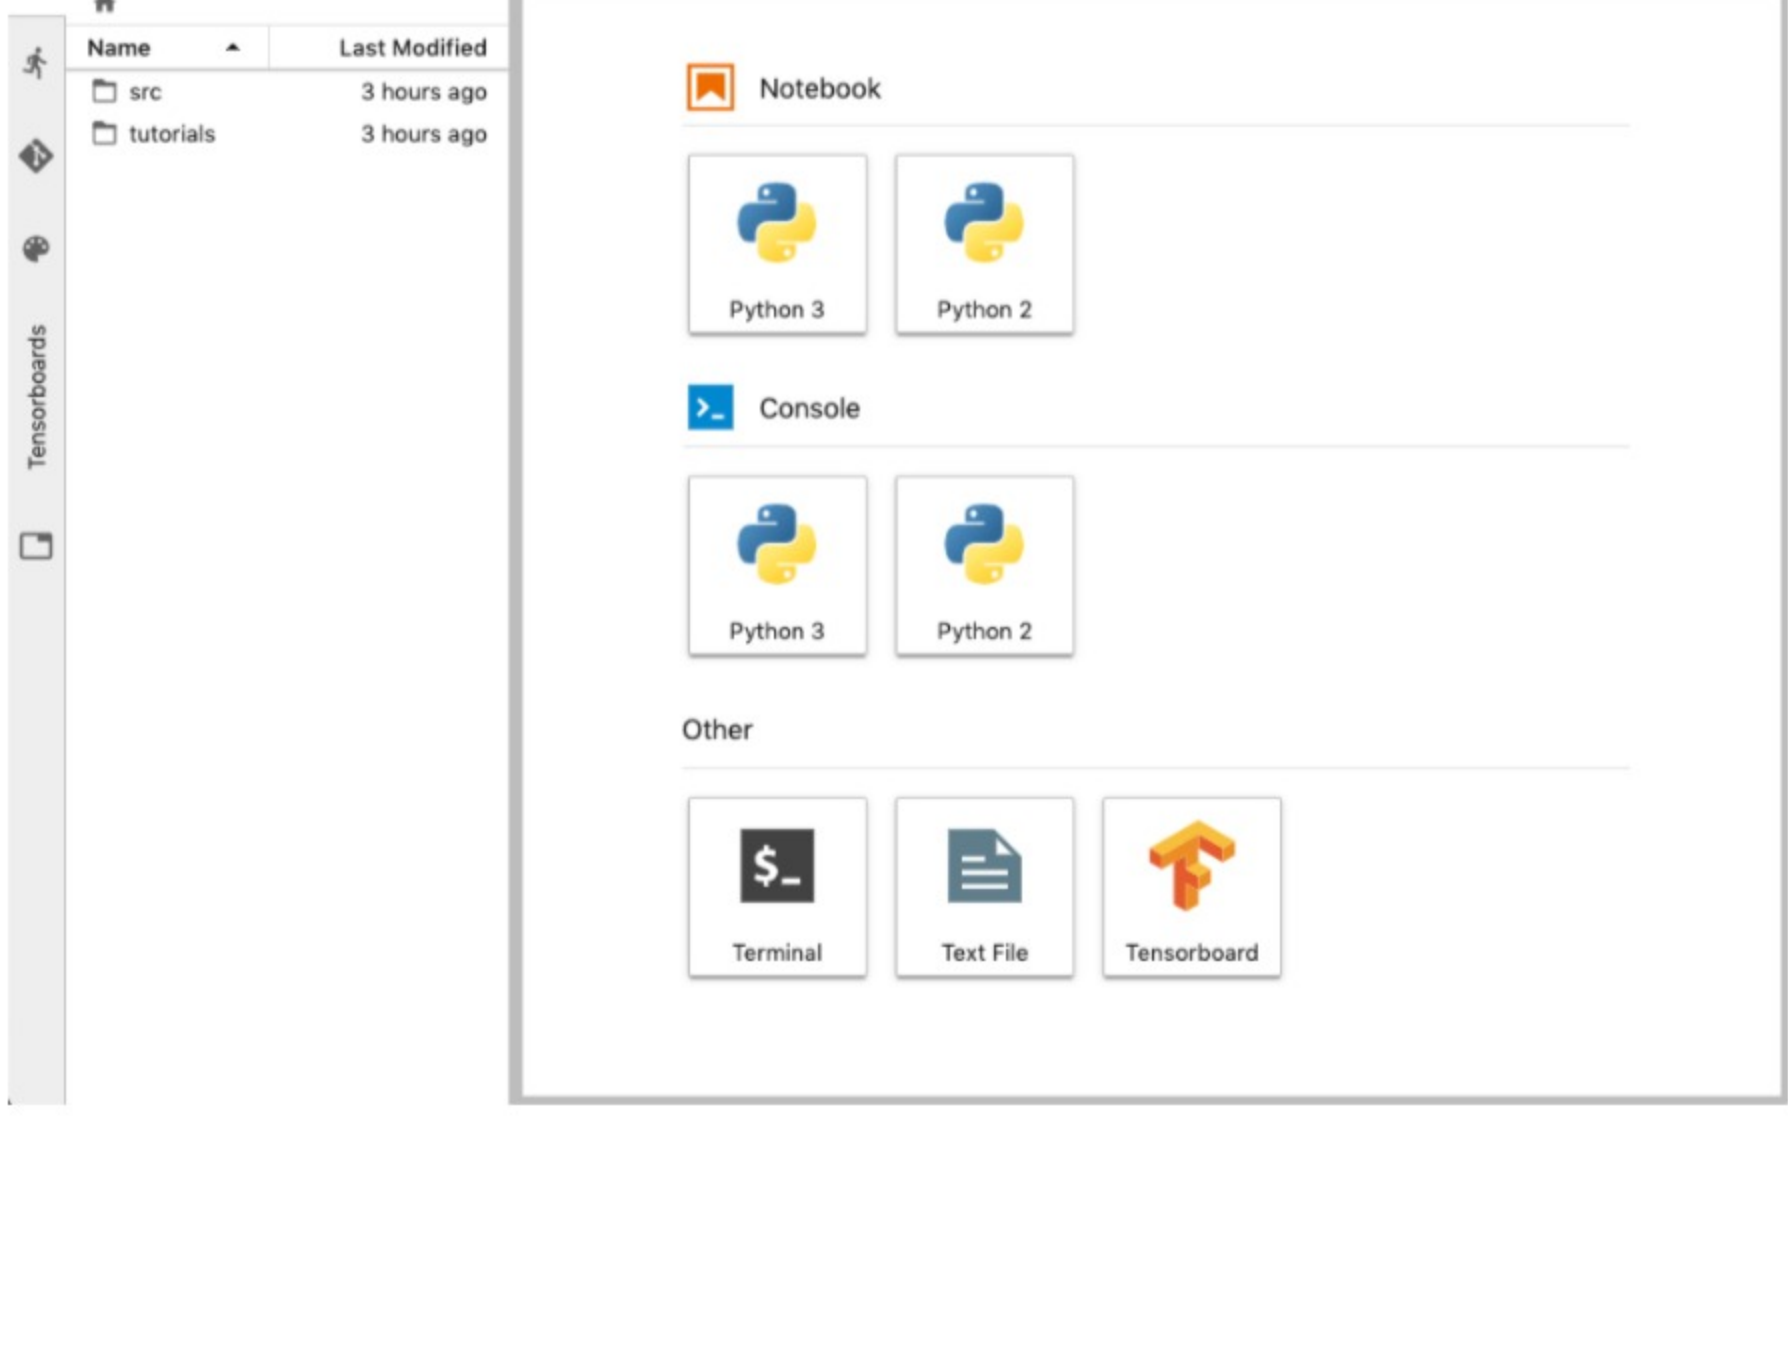 Name Last Modified
src 3 hours ago
tutorials 3 hours ago
Tensorboards
Notebook
Python 3 Python 2
Console
>_
Python 3 Python 2
Other
$_
Terminal Text File Tensorboard